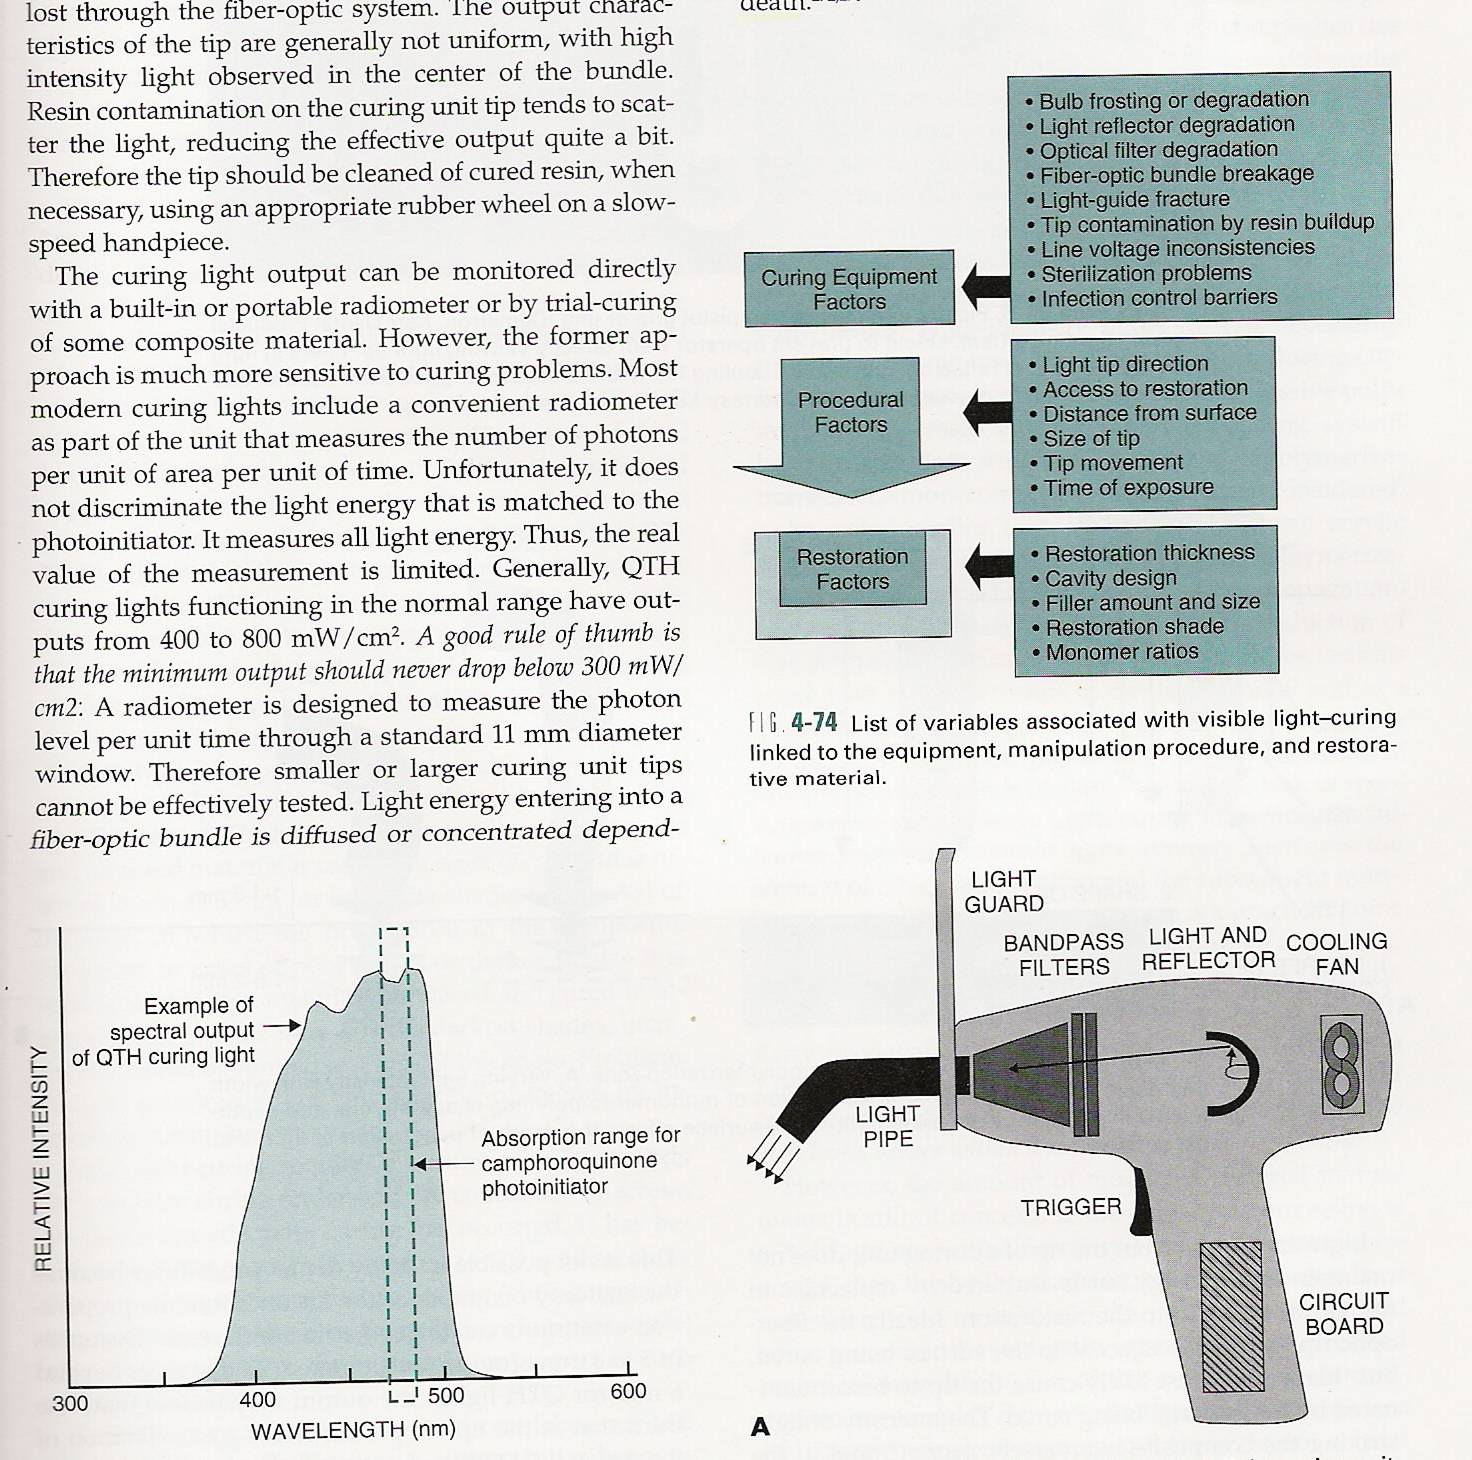 lost through the fiber-optic system. The output charac-
teristics of the tip are generally not uniform, with high
intensity light observed in the center of the bundle.
Resin contamination on the curing unit tip tends to scat-
ter the light, reducing the effective output quite a bit.
Therefore the tip should be cleaned of cured resin, when
necessary, using an appropriate rubber wheel on a slow-
speed handpiece.
The curing light output can be monitored directly
with a built-in or portable radiometer or by trial-curing
of some composite material. However, the former ap-
proach is much more sensitive to curing problems. Most
modern curing lights include a convenient radiometer
as part of the unit that measures the number of photons
per unit of area per unit of time. Unfortunately, it does
not discriminate the light energy that is matched to the
photoinitiator. It measures all light energy. Thus, the real
value of the measurement is limited. Generally, QTH
curing lights functioning in the normal range have out-
puts from 400 to 800 mW/cm². A good rule of thumb is
that the minimum output should never drop below 300 mW/
cm2: A radiometer is designed to measure the photon
level per unit time through a standard 11 mm diameter
window. Therefore smaller or larger curing unit tips
cannot be effectively tested. Light energy entering into a
fiber-optic bundle is diffused or concentrated depend-
Example of
spectral output
of QTH curing light
Absorption range for
camphoroquinone
photoinitiator
RELATIVE INTENSITY
300 400 500 600
WAVELENGTH (nm)
death.
Curing Equipment
Factors
• Bulb frosting or degradation
• Light reflector degradation
• Optical filter degradation
• Fiber-optic bundle breakage
• Light-guide fracture
• Tip contamination by resin buildup
• Line voltage inconsistencies
• Sterilization problems
• Infection control barriers
Procedural
Factors
• Light tip direction
• Access to restoration
• Distance from surface
• Size of tip
• Tip movement
• Time of exposure
Restoration
Factors
• Restoration thickness
• Cavity design
• Filler amount and size
• Restoration shade
• Monomer ratios
FIG. 4-74 List of variables associated with visible light–curing
linked to the equipment, manipulation procedure, and restora-
tive material.
LIGHT
GUARD
BANDPASS
FILTERS
LIGHT AND
REFLECTOR
COOLING
FAN
LIGHT
PIPE
TRIGGER
CIRCUIT
BOARD
A